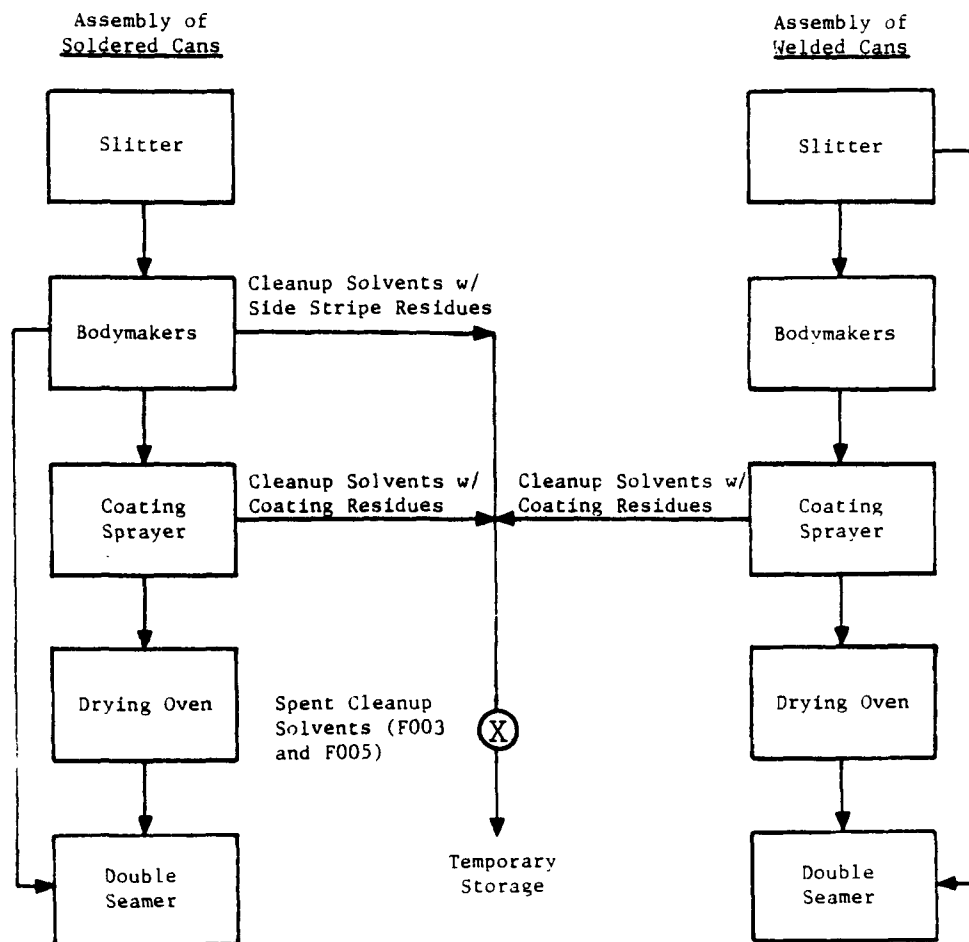 Assembly of
Soldered Cans
Assembly of
Welded Cans
Slitter
Slitter
Cleanup Solvents w/
Side Stripe Residues
Bodymakers
Bodymakers
Cleanup Solvents w/
Coating Residues
Cleanup Solvents w/
Coating Residues
Coating
Sprayer
Coating
Sprayer
Drying Oven
Spent Cleanup
Solvents (F003
and F005)
X
Drying Oven
Double
Seamer
Temporary
Storage
Double
Seamer